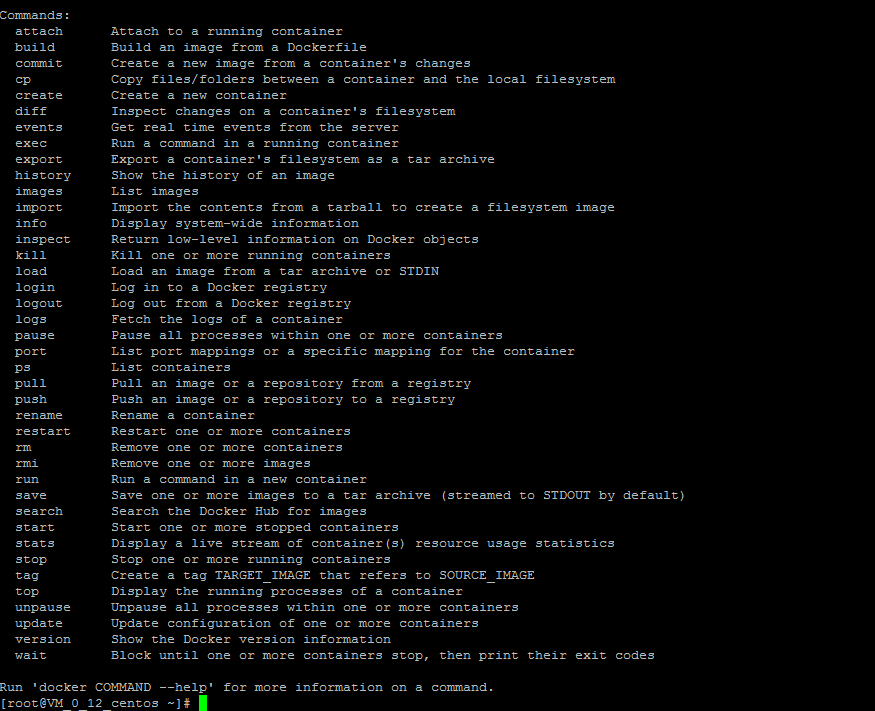 Commands:
attach Attach to a running container
build Build an image from a Dockerfile
commit Create a new image from a container's changes
cp Copy files/folders between a container and the local filesystem
create Create a new container
diff Inspect changes on a container's filesystem
events Get real time events from the server
exec Run a command in a running container
export Export a container's filesystem as a tar archive
history Show the history of an image
images List images
import Import the contents from a tarball to create a filesystem image
info Display system-wide information
inspect Return low-level information on Docker objects
kill Kill one or more running containers
load Load an image from a tar archive or STDIN
login Log in to a Docker registry
logout Log out from a Docker registry
logs Fetch the logs of a container
pause Pause all processes within one or more containers
port List port mappings or a specific mapping for the container
ps List containers
pull Pull an image or a repository from a registry
push Push an image or a repository to a registry
rename Rename a container
restart Restart one or more containers
rm Remove one or more containers
rmi Remove one or more images
run Run a command in a new container
save Save one or more images to a tar archive (streamed to STDOUT by default)
search Search the Docker Hub for images
start Start one or more stopped containers
stats Display a live stream of container(s) resource usage statistics
stop Stop one or more running containers
tag Create a tag TARGET_IMAGE that refers to SOURCE_IMAGE
top Display the running processes of a container
unpause Unpause all processes within one or more containers
update Update configuration of one or more containers
version Show the Docker version information
wait Block until one or more containers stop, then print their exit codes
Run 'docker COMMAND --help' for more information on a command.
[root@VM_0_12_centos ~]#